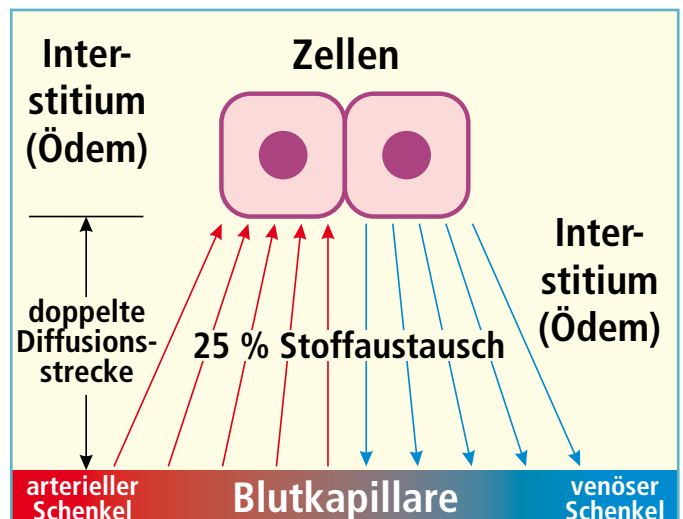 Inter-
stitium
(Ödem)
Zellen
Inter-
stitium
(Ödem)
doppelte
Diffusions-
strecke
25 % Stoffaustausch
arterieller
Schenkel
Blutkapillare
venöser
Schenkel